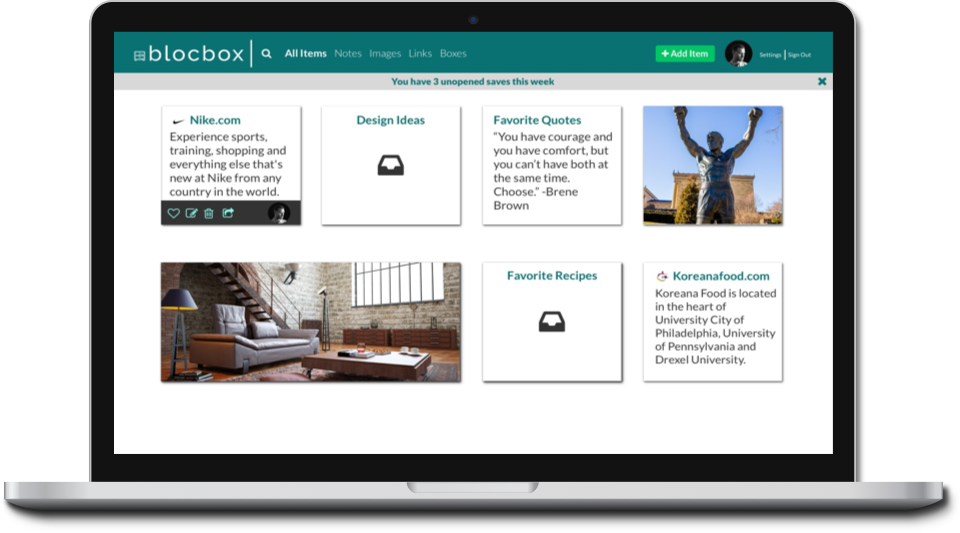 blocbox
All Items Notes Images Links Boxes
Add Item
Settings | Sign Out
You have 3 unopened saves this week
Nike.com
Experience sports,
training, shopping and
everything else that's
new at Nike from any
country in the world.
Design Ideas
Favorite Quotes
“You have courage and
you have comfort, but
you can’t have both at
the same time.
Choose.” -Brene
Brown
Favorite Recipes
Koreanafood.com
Koreana Food is located
in the heart of
University City of
Philadelphia, University
of Pennsylvania and
Drexel University.